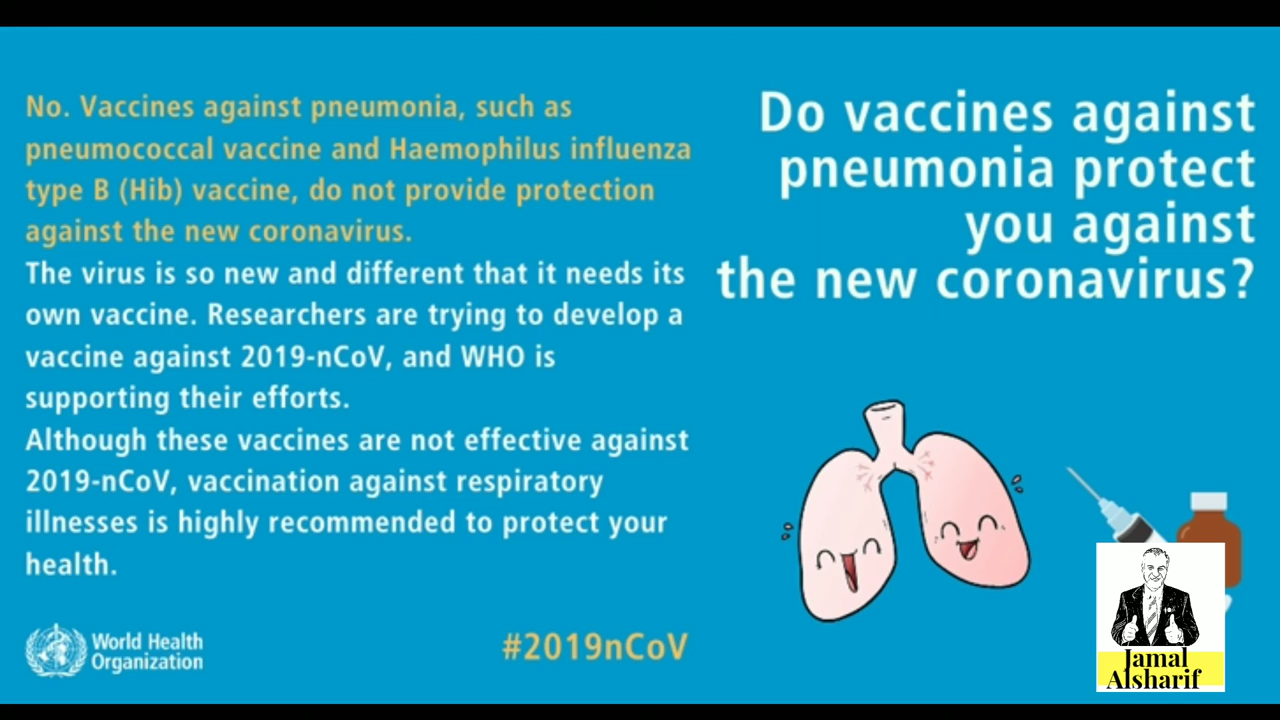 Do vaccines against
pneumonia protect
you against
the new coronavirus?
No. Vaccines against pneumonia, such as
pneumococcal vaccine and Haemophilus influenza
type B (Hib) vaccine, do not provide protection
against the new coronavirus.
The virus is so new and different that it needs its
own vaccine. Researchers are trying to develop a
vaccine against 2019-nCoV, and WHO is
supporting their efforts.
Although these vaccines are not effective against
2019-nCoV, vaccination against respiratory
illnesses is highly recommended to protect your
health.
World Health
Organization
#2019nCoV
Jamal
Alsharif